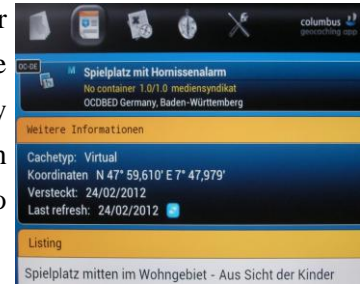 columbus
geocaching app
OC-DE
Spielplatz mit Hornissenalarm
No container 1.0/1.0 mediensyndikat
OCDBED Germany, Baden-Württemberg
Weitere Informationen
Cachetyp: Virtual
Koordinaten N 47° 59,610' E 7° 47,979'
Versteckt: 24/02/2012
Last refresh: 24/02/2012
Listing
Spielplatz mitten im Wohngebiet - Aus Sicht der Kinder